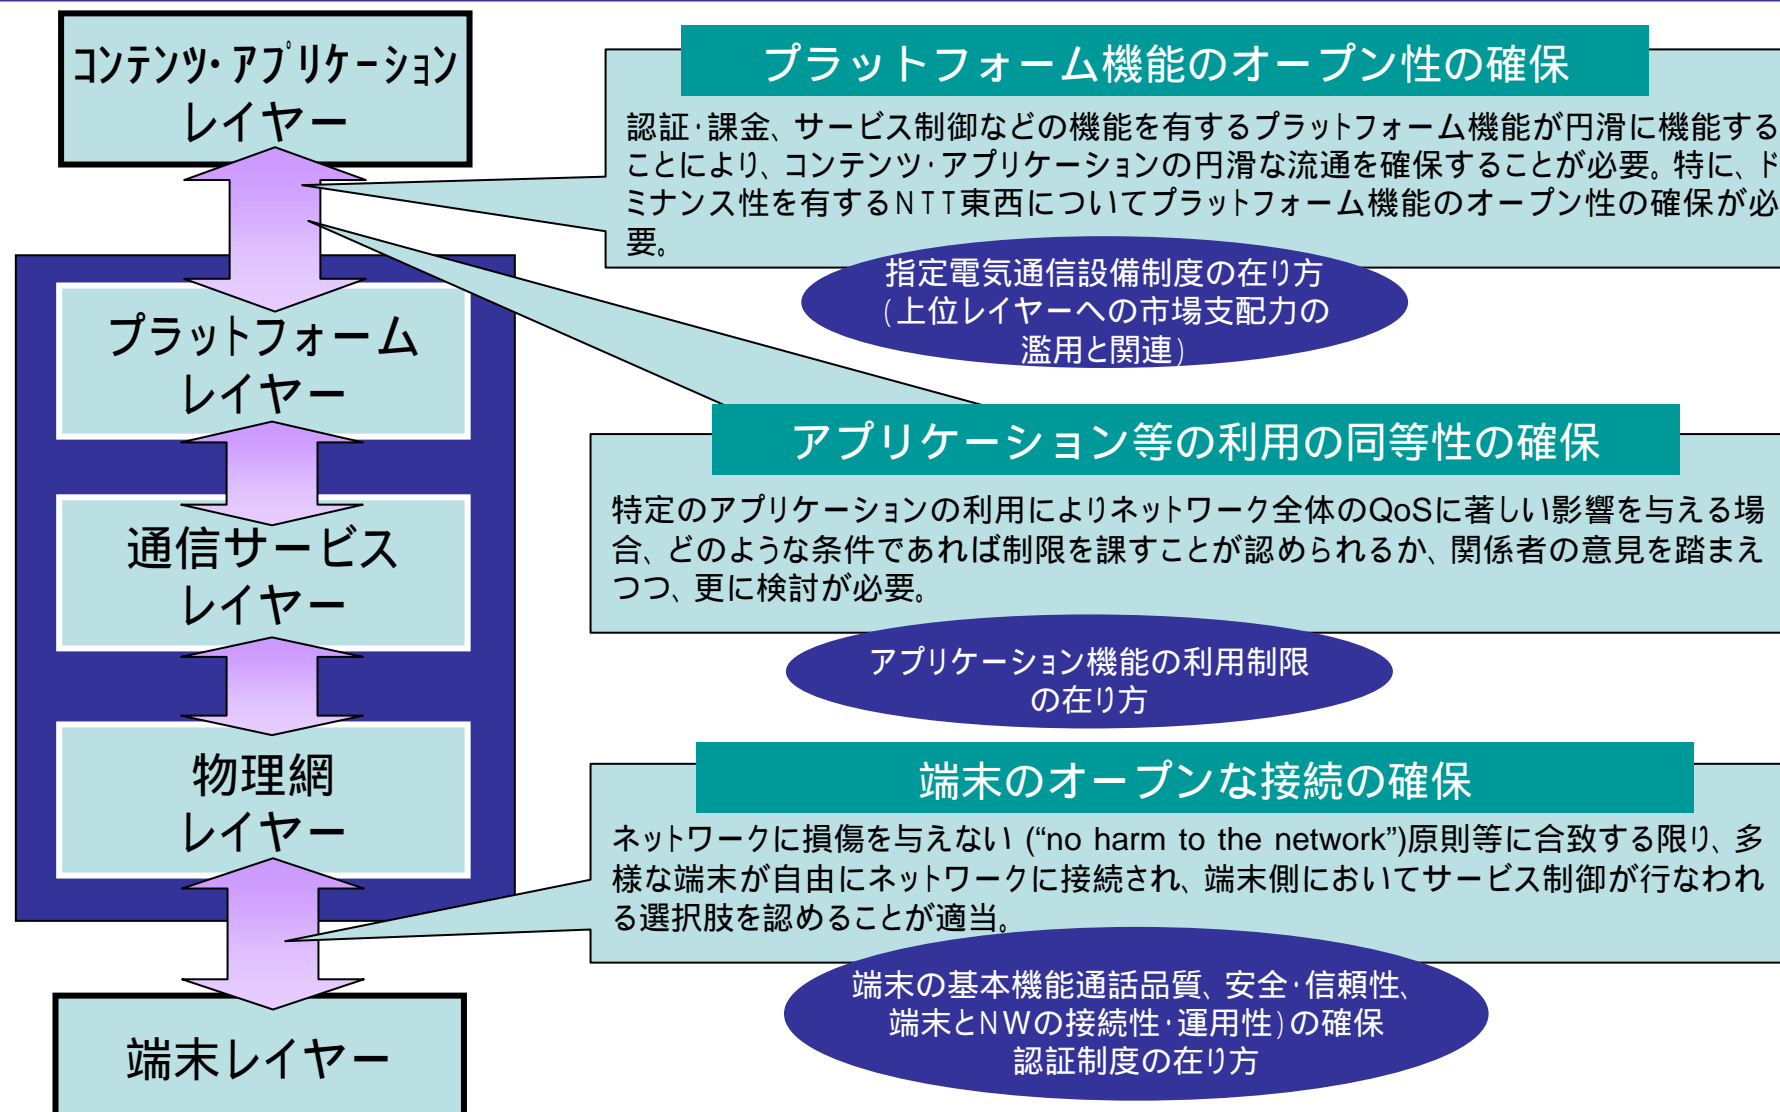 コンテンツ・アプリケーション
レイヤー
プラットフォーム
レイヤー
通信サービス
レイヤー
物理網
レイヤー
端末レイヤー
プラットフォーム機能のオープン性の確保
認証・課金、サービス制御などの機能を有するプラットフォーム機能が円滑に機能する
ことにより、コンテンツ・アプリケーションの円滑な流通を確保することが必要。特に、ド
ミナンス性を有するNTT東西についてプラットフォーム機能のオープン性の確保が必
要。
指定電気通信設備制度の在り方
(上位レイヤーへの市場支配力の
濫用と関連)
アプリケーション等の利用の同等性の確保
特定のアプリケーションの利用によりネットワーク全体のQoSに著しい影響を与える場
合、どのような条件であれば制限を課すことが認められるか、関係者の意見を踏まえ
つつ、更に検討が必要。
アプリケーション機能の利用制限
の在り方
端末のオープンな接続の確保
ネットワークに損傷を与えない (“no harm to the network”)原則等に合致する限り、多
様な端末が自由にネットワークに接続され、端末側においてサービス制御が行なわれ
る選択肢を認めることが適当。
端末の基本機能通話品質、安全・信頼性、
端末とNWの接続性・運用性)の確保
認証制度の在り方